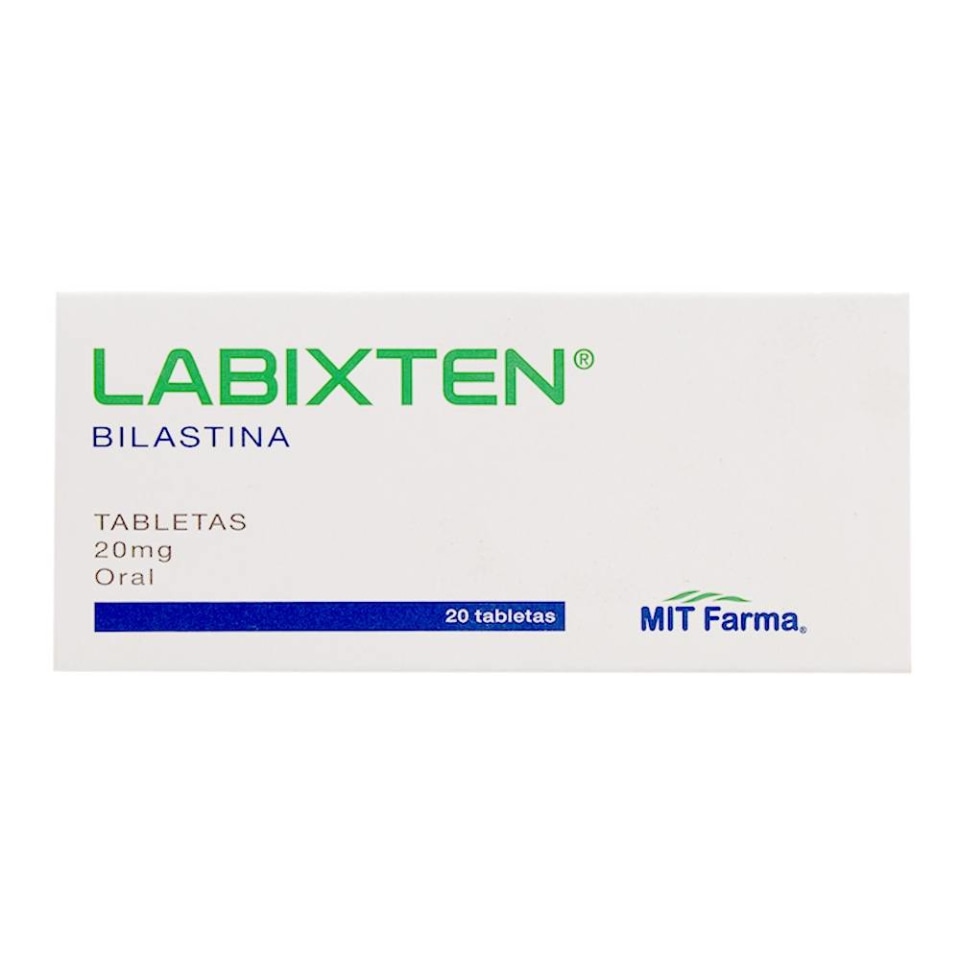 LABIXTEN®
BILASTINA
TABLETAS
20mg
Oral
20 tabletas
MIT Farma®